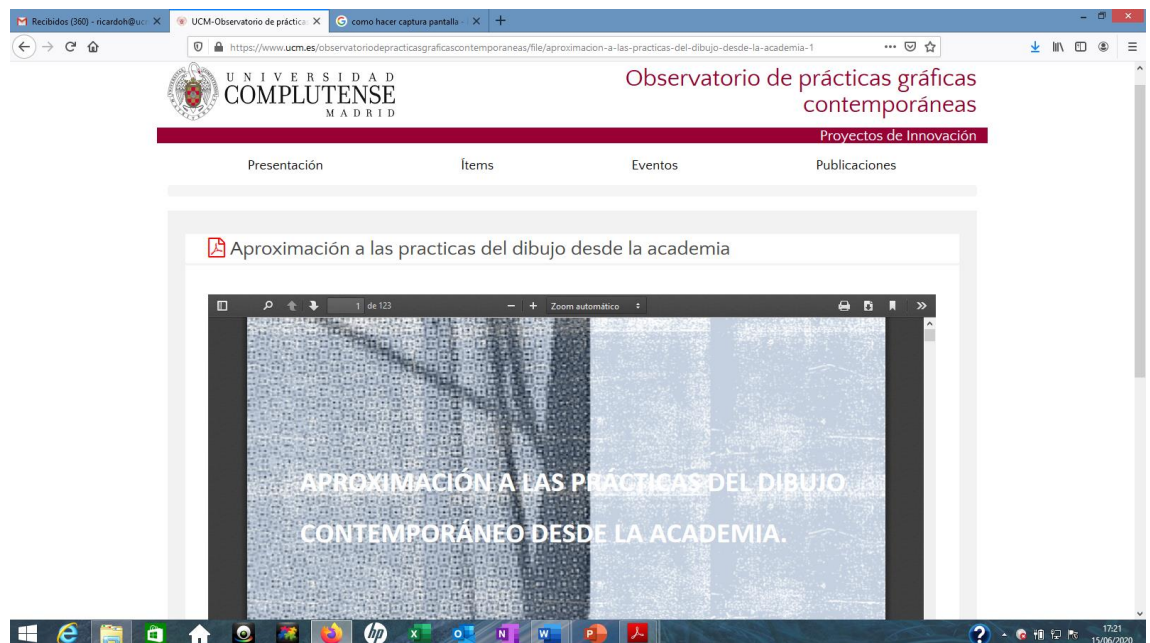 Recibidos (360) - ricardoh@uc
UCM-Observatorio de práctica
como hacer captura pantalla -
https://www.ucm.es/observatoriodepracticasgraficascontemporaneas/file/aproximacion-a-las-practicas-del-dibujo-desde-la-academia-1
UNIVERSIDAD
COMPLUTENSE
MADRID
Observatorio de prácticas gráficas
contemporáneas
Proyectos de Innovación
Presentación
Ítems
Eventos
Publicaciones
Aproximación a las practicas del dibujo desde la academia
1 de 123
Zoom automático
APROXIMACIÓN A LAS PRÁCTICAS DEL DIBUJO
CONTEMPORÁNEO DESDE LA ACADEMIA.
17:21
15/06/2020